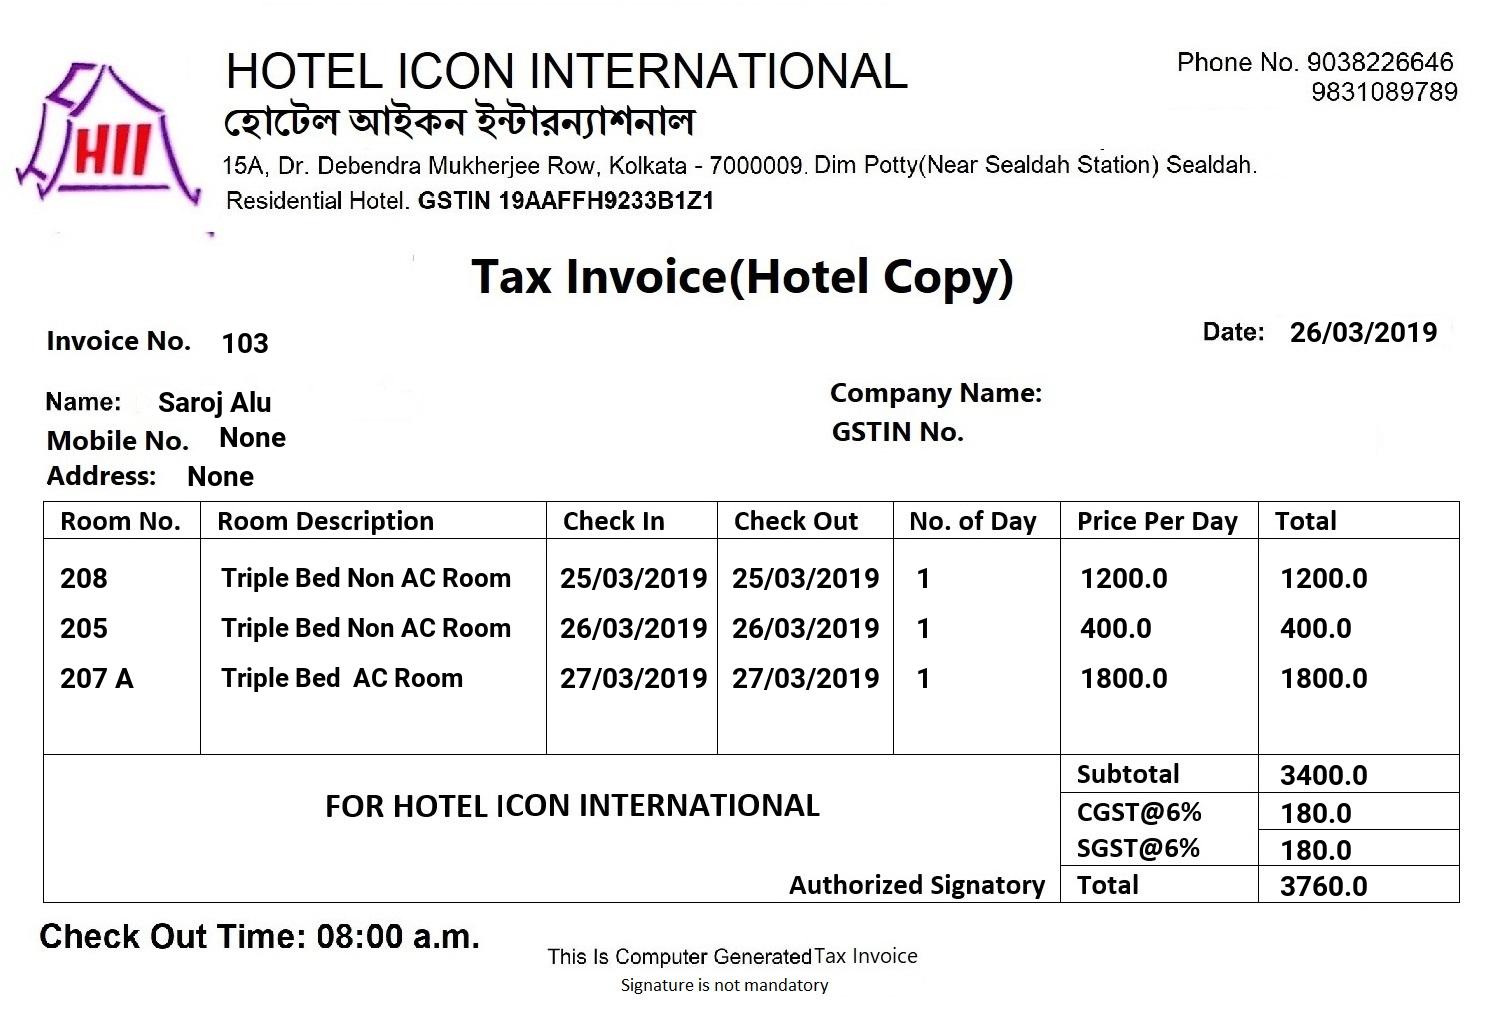 HII
HOTEL ICON INTERNATIONAL
হোটেল আইকন ইন্টারন্যাশনাল
15A, Dr. Debendra Mukherjee Row, Kolkata - 7000009. Dim Potty(Near Sealdah Station) Sealdah.
Residential Hotel. GSTIN 19AAFFH9233B1Z1
Phone No. 9038226646
9831089789
Tax Invoice(Hotel Copy)
Invoice No. 103
Date: 26/03/2019
Name: Saroj Alu
Mobile No. None
Address: None
Company Name:
GSTIN No.
Room No. Room Description Check In Check Out No. of Day Price Per Day Total
208 Triple Bed Non AC Room 25/03/2019 25/03/2019 1 1200.0 1200.0
205 Triple Bed Non AC Room 26/03/2019 26/03/2019 1 400.0 400.0
207 A Triple Bed AC Room 27/03/2019 27/03/2019 1 1800.0 1800.0
Subtotal 3400.0
FOR HOTEL ICON INTERNATIONAL
CGST@6% 180.0
SGST@6% 180.0
Authorized Signatory
Total 3760.0
Check Out Time: 08:00 a.m.
This Is Computer Generated Tax Invoice
Signature is not mandatory